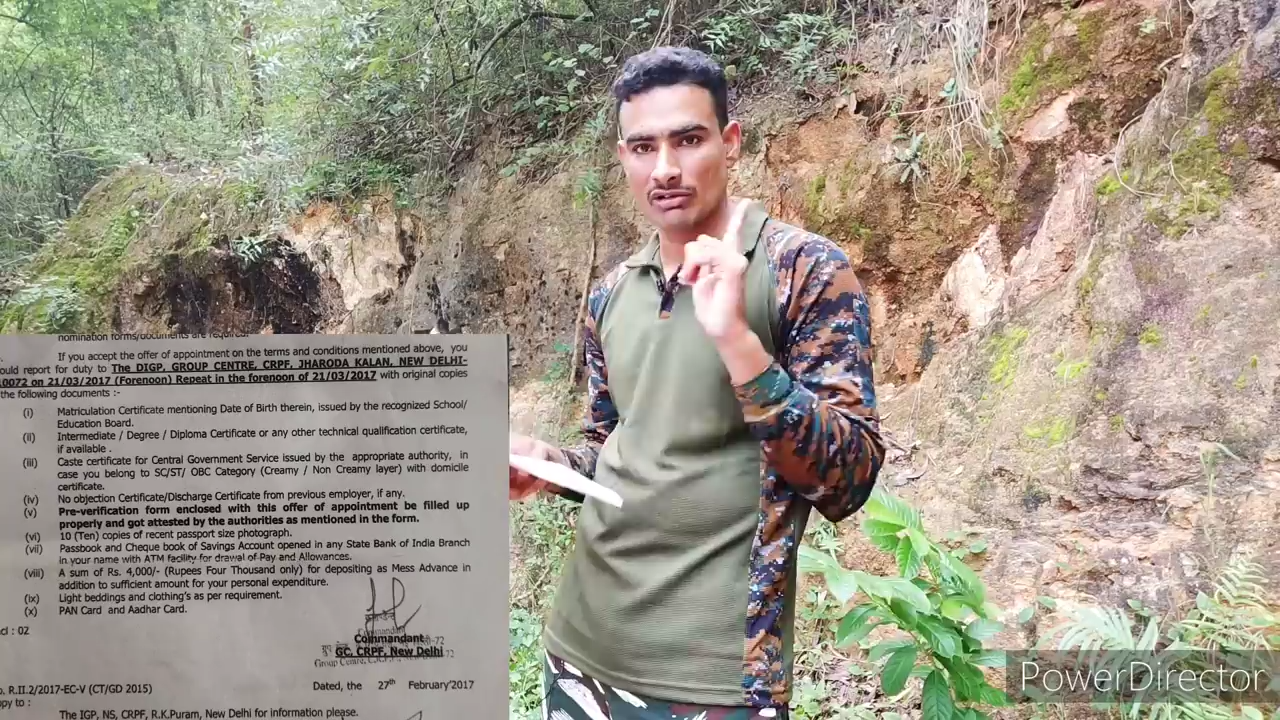 nomination forms/documents are required.
If you accept the offer of appointment on the terms and conditions mentioned above, you
ould report for duty to The DIGP, GROUP CENTRE, CRPF, JHARODA KALAN, NEW DELHI-
10072 on 21/03/2017 (Forenoon) Repeat in the forenoon of 21/03/2017 with original copies
the following documents :-
(i) Matriculation Certificate mentioning Date of Birth therein, issued by the recognized School/
Education Board.
(ii) Intermediate / Degree / Diploma Certificate or any other technical qualification certificate,
if available .
(iii) Caste certificate for Central Government Service issued by the appropriate authority, in
case you belong to SC/ST/ OBC Category (Creamy / Non Creamy layer) with domicile
certificate.
(iv) No objection Certificate/Discharge Certificate from previous employer, if any.
(v) Pre-verification form enclosed with this offer of appointment be filled up
properly and got attested by the authorities as mentioned in the form.
(vi) 10 (Ten) copies of recent passport size photograph.
(vii) Passbook and Cheque book of Savings Account opened in any State Bank of India Branch
in your name with ATM facility for drawal of Pay and Allowances.
(viii) A sum of Rs. 4,000/- (Rupees Four Thousand only) for depositing as Mess Advance in
addition to sufficient amount for your personal expenditure.
(ix) Light beddings and clothing's as per requirement.
(x) PAN Card and Aadhar Card.
cl : 02
Commandant
GC, CRPF, New Delhi
Group Centre,
R.II.2/2017-EC-V (CT/GD 2015)
Dated, the 27th February'2017
py to :
The IGP, NS, CRPF, R.K.Puram, New Delhi for information please.
PowerDirector